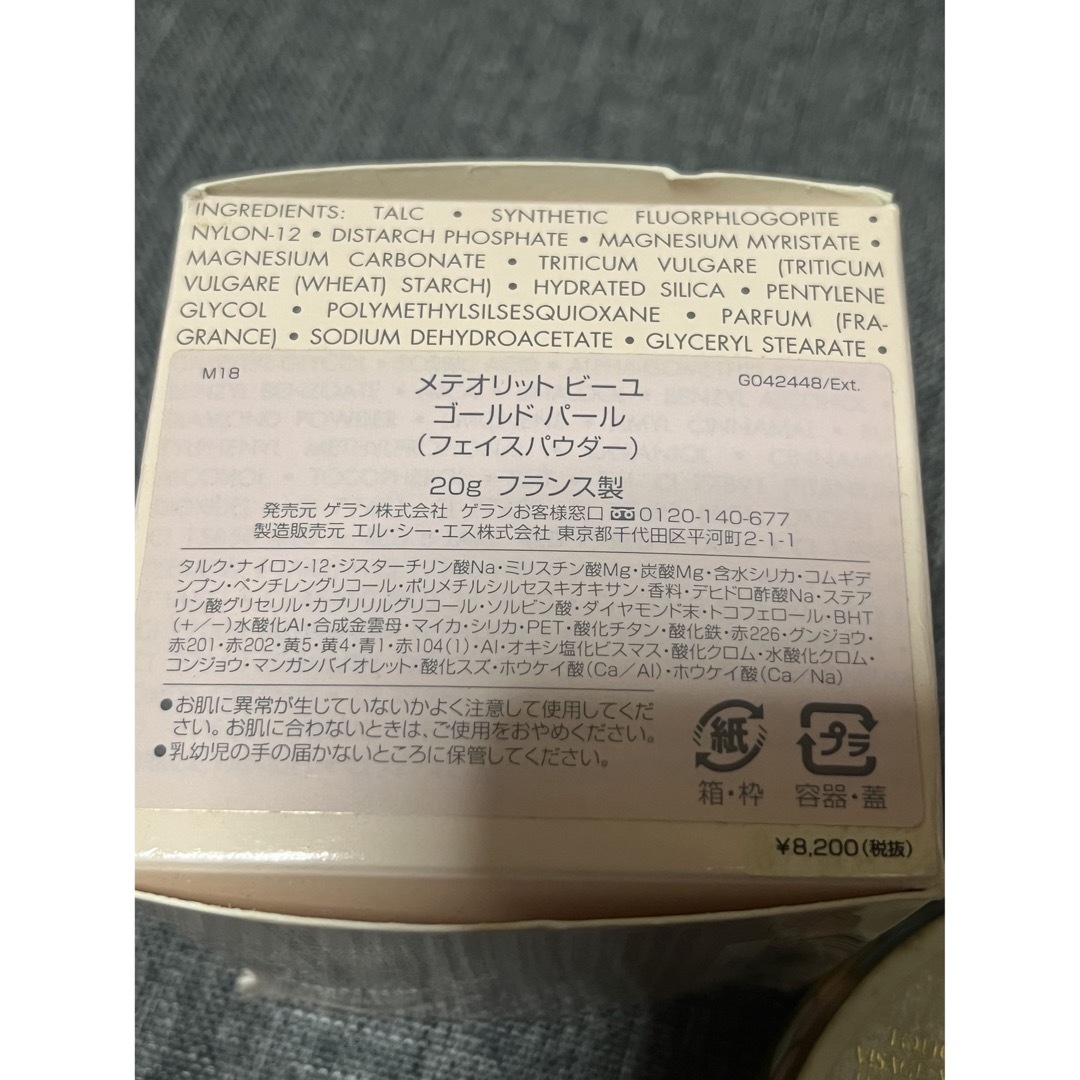 INGREDIENTS: TALC • SYNTHETIC FLUORPHLOGOPITE •
NYLON-12 • DISTARCH PHOSPHATE • MAGNESIUM MYRISTATE •
MAGNESIUM CARBONATE • TRITICUM VULGARE (TRITICUM
VULGARE (WHEAT) STARCH) • HYDRATED SILICA • PENTYLENE
GLYCOL • POLYMETHYLSILSESQUIOXANE • PARFUM (FRA-
GRANCE) • SODIUM DEHYDROACETATE • GLYCERYL STEARATE •
M18
メテオリット ビーユ
G042448/Ext.
ゴールド パール
(フェイスパウダー)
20g フランス製
発売元 ゲラン株式会社 ゲランお客様窓口 0120-140-677
製造販売元 エル・シー・エス株式会社 東京都千代田区平河町2-1-1
タルク・ナイロン-12・ジスターチリン酸Na・ミリスチン酸Mg・炭酸Mg・含水シリカ・コムギデ
ンプン・ペンチレングリコール・ポリメチルシルセスキオキサン・香料・デヒドロ酢酸Na・ステア
リン酸グリセリル・カプリリルグリコール・ソルビン酸・ダイヤモンド末・トコフェロール・BHT
(+/−)水酸化Al・合成金雲母・マイカ・シリカ・PET・酸化チタン・酸化鉄・赤226・グンジョウ・
赤201・赤202・黄5・黄4・青1・赤104(1)・Al・オキシ塩化ビスマス・酸化クロム・水酸化クロム・
コンジョウ・マンガンバイオレット・酸化スズ・ホウケイ酸(Ca/Al)・ホウケイ酸(Ca/Na)
●お肌に異常が生じていないかよく注意して使用してくだ
さい。お肌に合わないときは、ご使用をおやめください。
●乳幼児の手の届かないところに保管してください。
紙
プラ
箱・枠
容器・蓋
¥8,200(税抜)